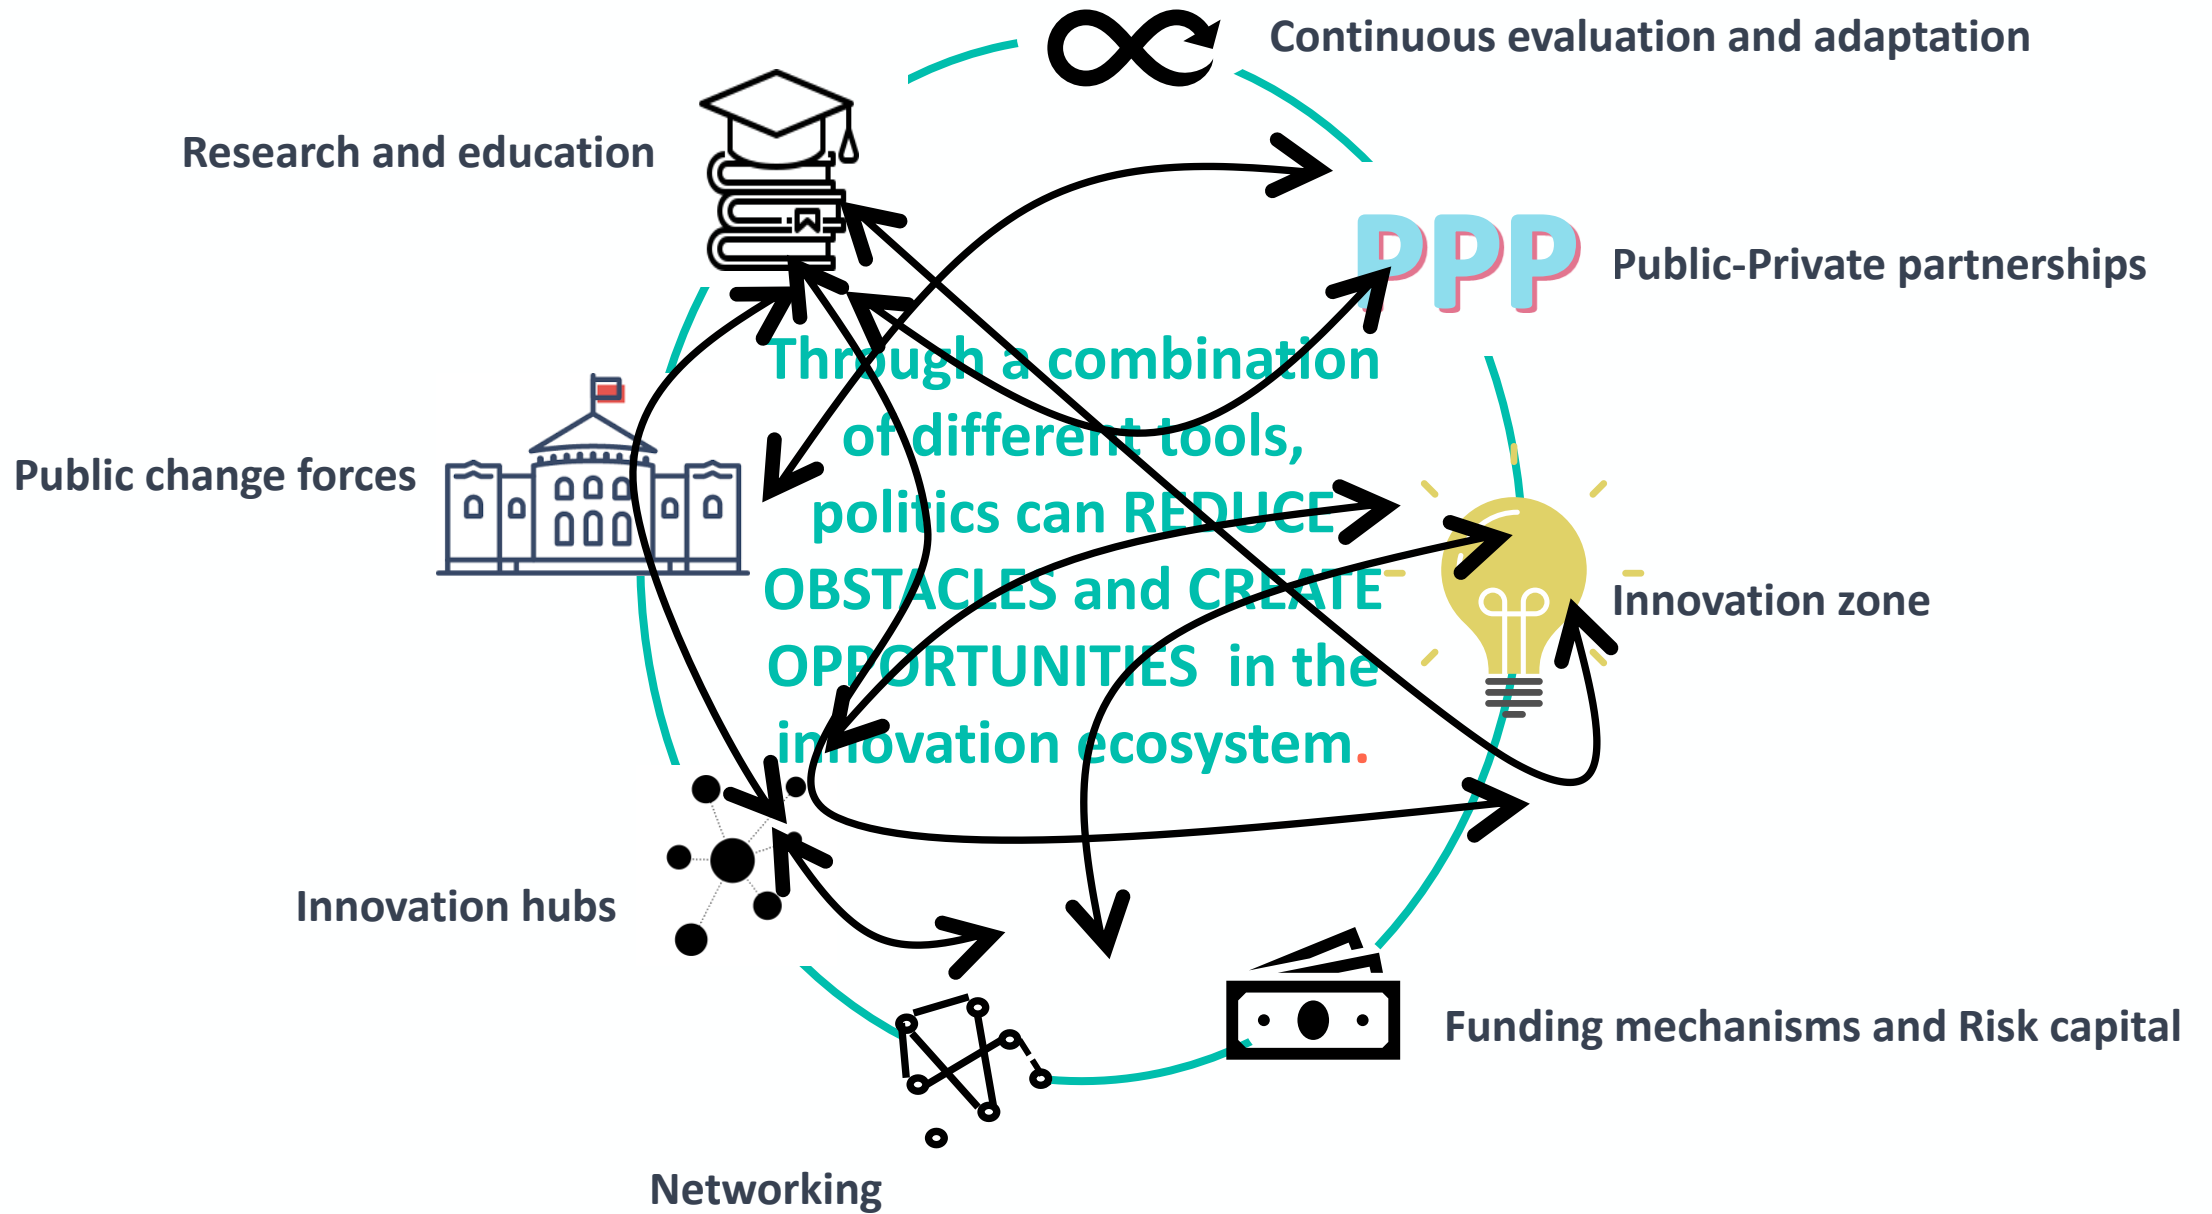 Continuous evaluation and adaptation
Research and education
PPP
Public-Private partnerships
Through a combination
of different tools,
politics can REDUCE
OBSTACLES and CREATE
OPPORTUNITIES in the
innovation ecosystem.
Public change forces
Innovation zone
Innovation hubs
Funding mechanisms and Risk capital
Networking